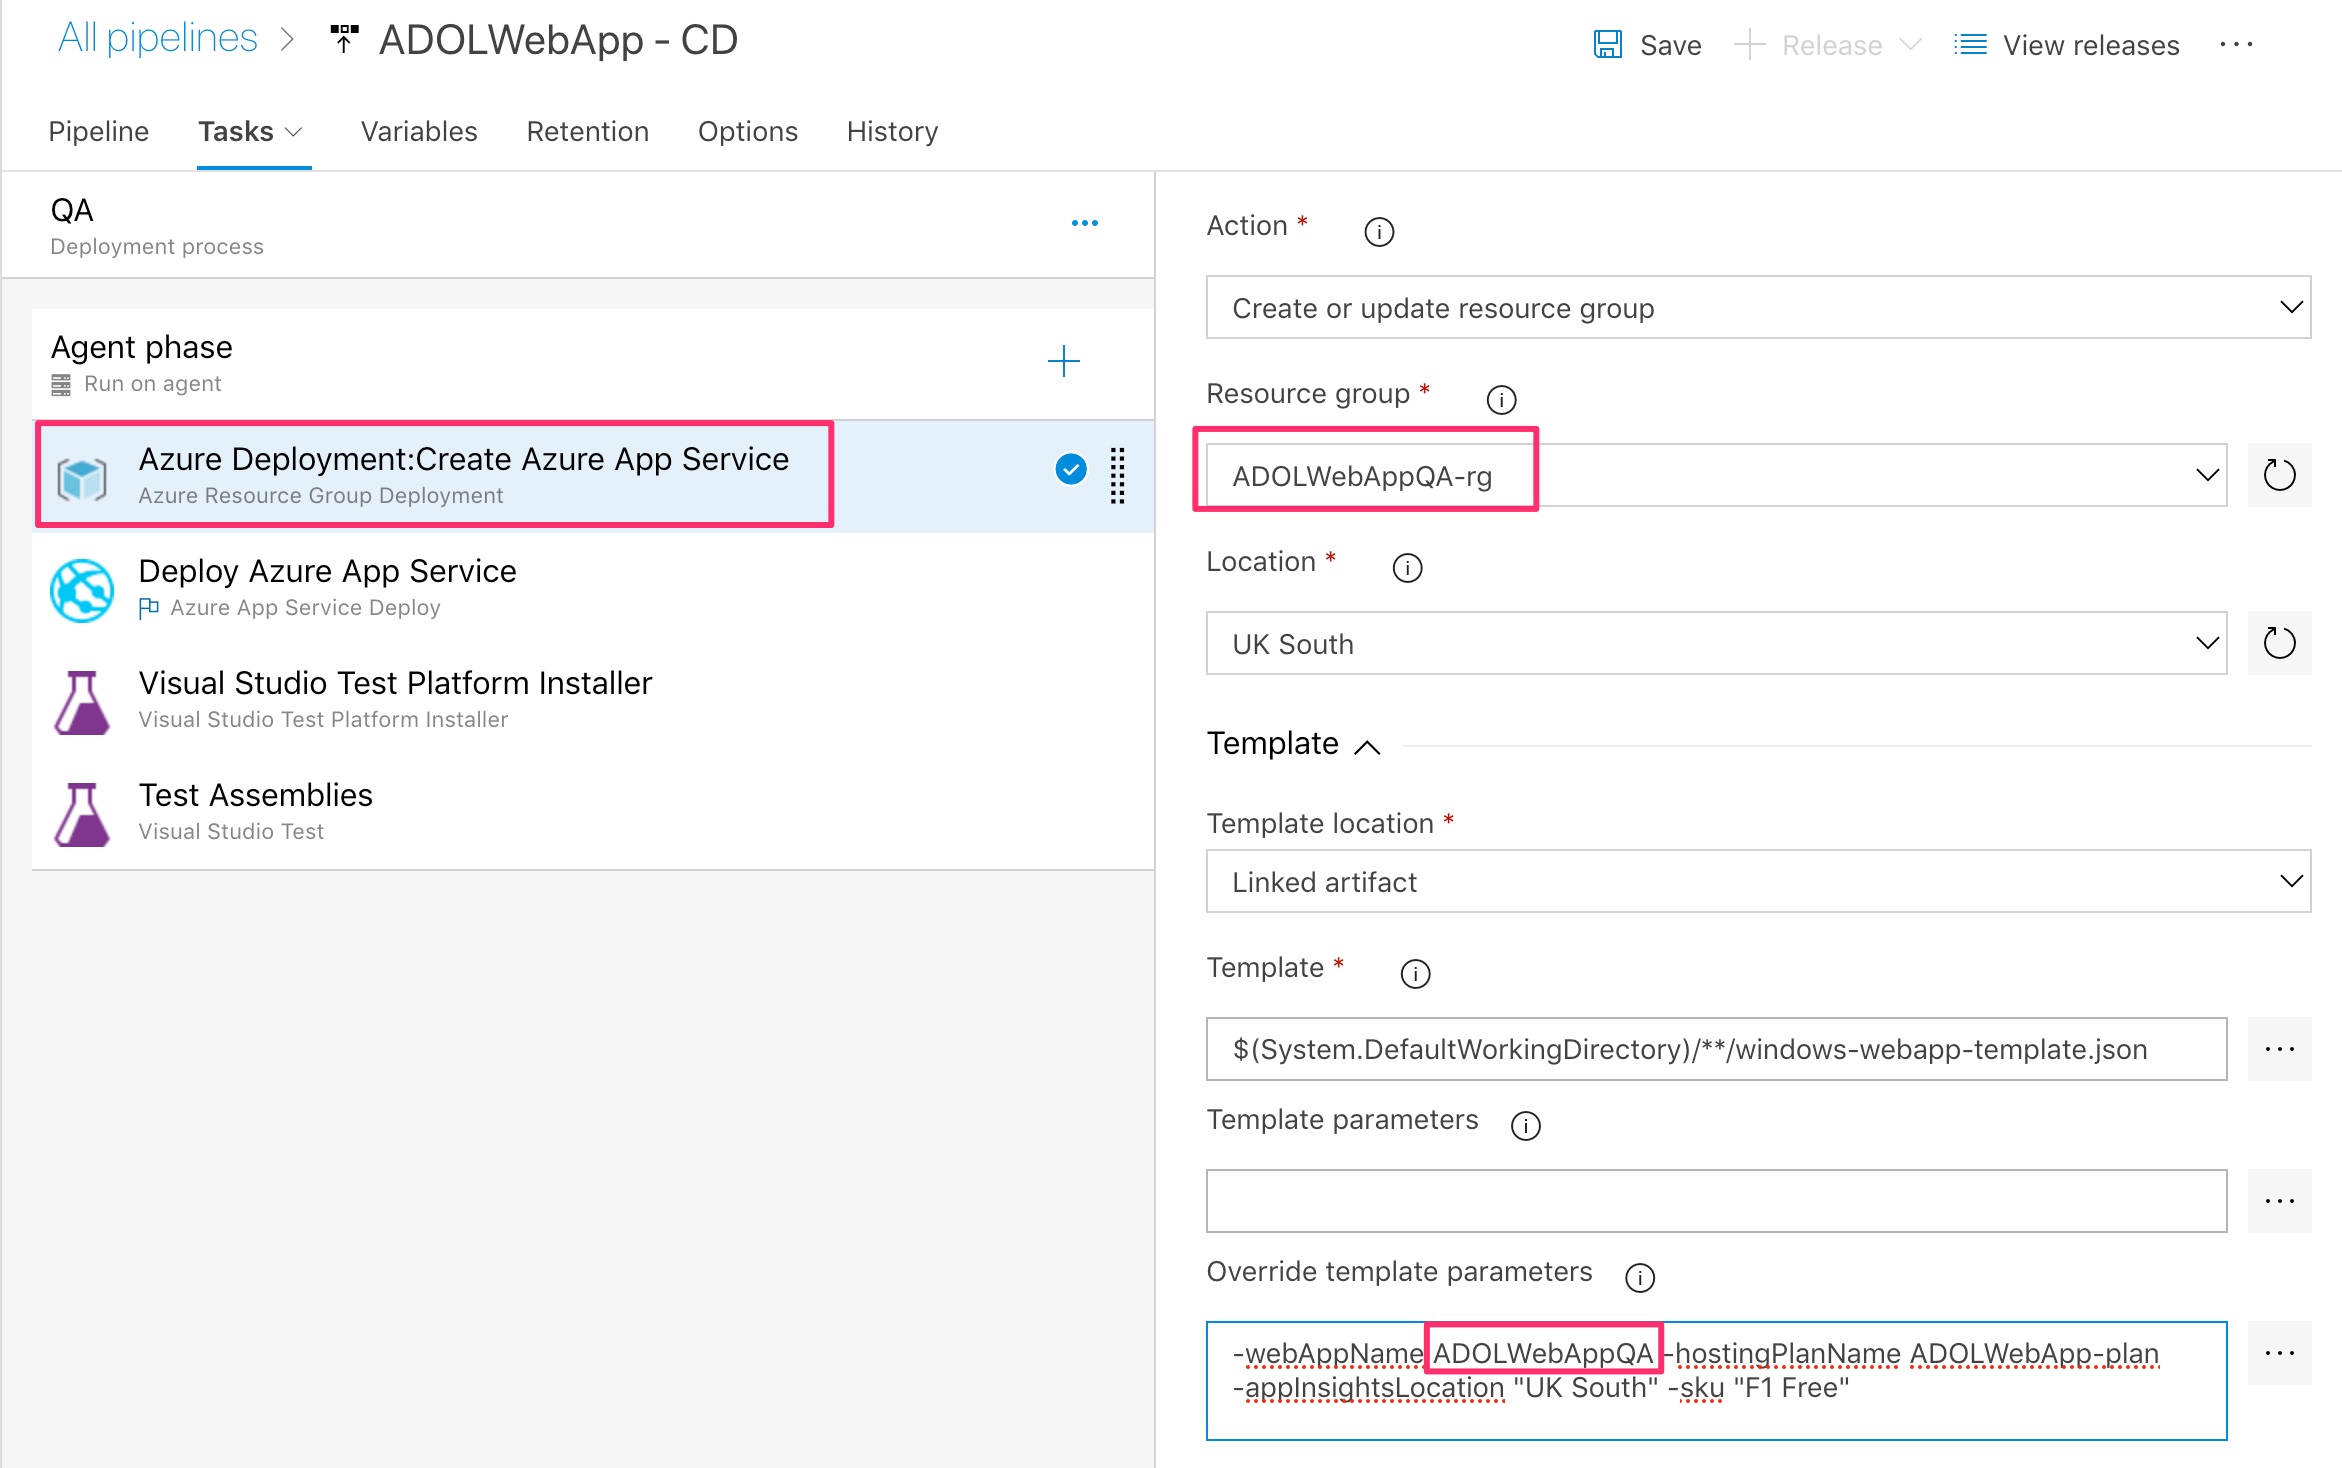 All pipelines > ADOLWebApp - CD
Save
Release
View releases
Pipeline
Tasks
Variables
Retention
Options
History
QA
Deployment process
Agent phase
Run on agent
Azure Deployment:Create Azure App Service
Azure Resource Group Deployment
Deploy Azure App Service
Azure App Service Deploy
Visual Studio Test Platform Installer
Visual Studio Test Platform Installer
Test Assemblies
Visual Studio Test
Action *
Create or update resource group
Resource group *
ADOLWebAppQA-rg
Location *
UK South
Template
Template location *
Linked artifact
Template *
$(System.DefaultWorkingDirectory)/**/windows-webapp-template.json
Template parameters
Override template parameters
-webAppName ADOLWebAppQA -hostingPlanName ADOLWebApp-plan
-appInsightsLocation "UK South" -sku "F1 Free"